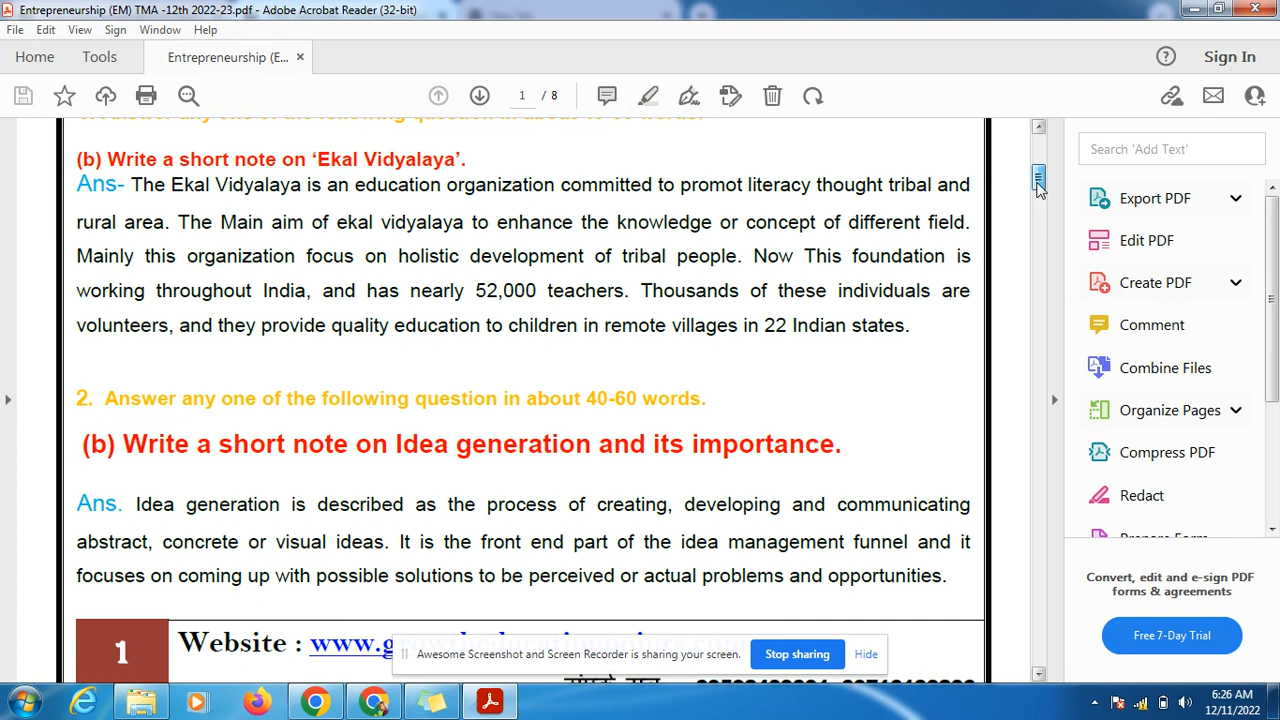 Entrepreneurship (EM) TMA -12th 2022-23.pdf - Adobe Acrobat Reader (32-bit)
File Edit View Sign Window Help
Home Tools Entrepreneurship (E... × Sign In
1 / 8
(b) Write a short note on ‘Ekal Vidyalaya’.
Ans- The Ekal Vidyalaya is an education organization committed to promot literacy thought tribal and
rural area. The Main aim of ekal vidyalaya to enhance the knowledge or concept of different field.
Mainly this organization focus on holistic development of tribal people. Now This foundation is
working throughout India, and has nearly 52,000 teachers. Thousands of these individuals are
volunteers, and they provide quality education to children in remote villages in 22 Indian states.
2. Answer any one of the following question in about 40-60 words.
(b) Write a short note on Idea generation and its importance.
Ans. Idea generation is described as the process of creating, developing and communicating
abstract, concrete or visual ideas. It is the front end part of the idea management funnel and it
focuses on coming up with possible solutions to be perceived or actual problems and opportunities.
1
Website :
Awesome Screenshot and Screen Recorder is sharing your screen. Stop sharing Hide
Search 'Add Text'
Export PDF
Edit PDF
Create PDF
Comment
Combine Files
Organize Pages
Compress PDF
Redact
Convert, edit and e-sign PDF
forms & agreements
Free 7-Day Trial
6:26 AM
12/11/2022